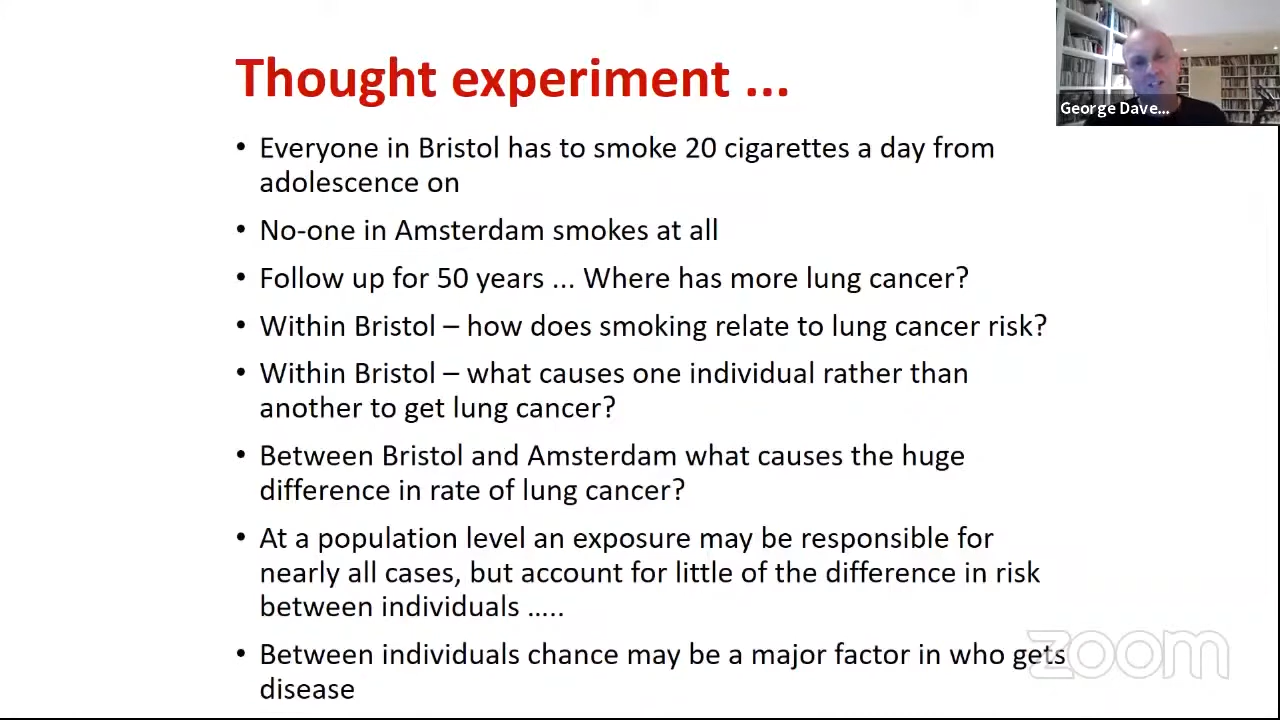 Thought experiment ...
George Dave...
• Everyone in Bristol has to smoke 20 cigarettes a day from
adolescence on
• No-one in Amsterdam smokes at all
• Follow up for 50 years ... Where has more lung cancer?
• Within Bristol – how does smoking relate to lung cancer risk?
• Within Bristol – what causes one individual rather than
another to get lung cancer?
• Between Bristol and Amsterdam what causes the huge
difference in rate of lung cancer?
• At a population level an exposure may be responsible for
nearly all cases, but account for little of the difference in risk
between individuals …..
• Between individuals chance may be a major factor in who gets
disease
zoom